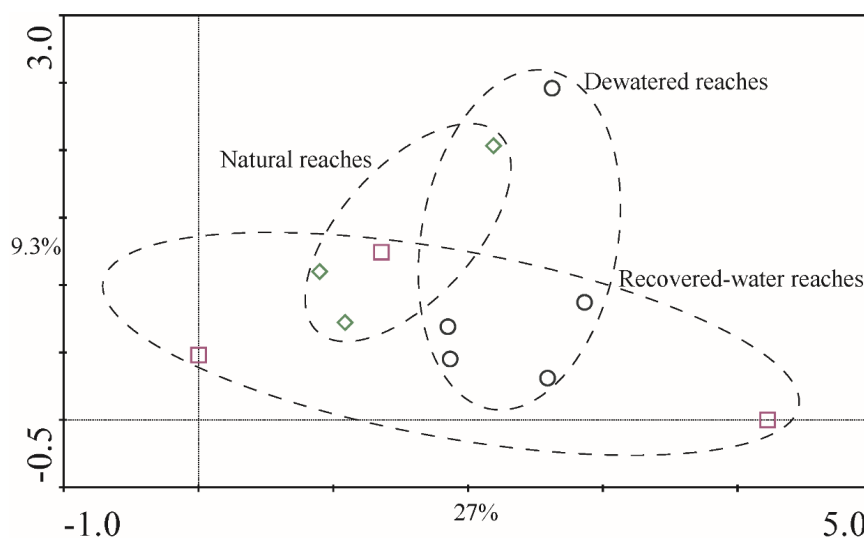 3.0
Dewatered reaches
Natural reaches
9.3%
Recovered-water reaches
-0.5
-1.0
27%
5.0